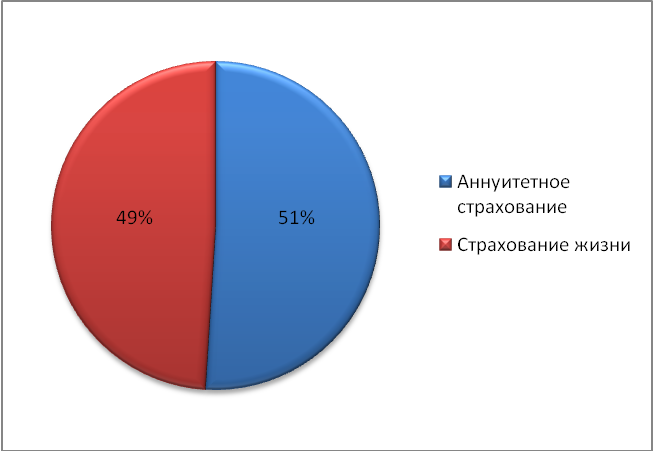 49%
51%
Аннуитетное
страхование
Страхование жизни